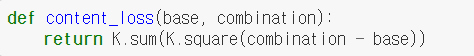 def content_loss(base, combination):
    return K.sum(K.square(combination - base))